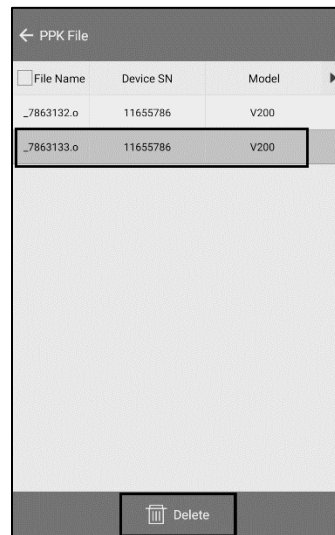 PPK File
File Name Device SN Model
_7863132.o 11655786 V200
_7863133.o 11655786 V200
Delete